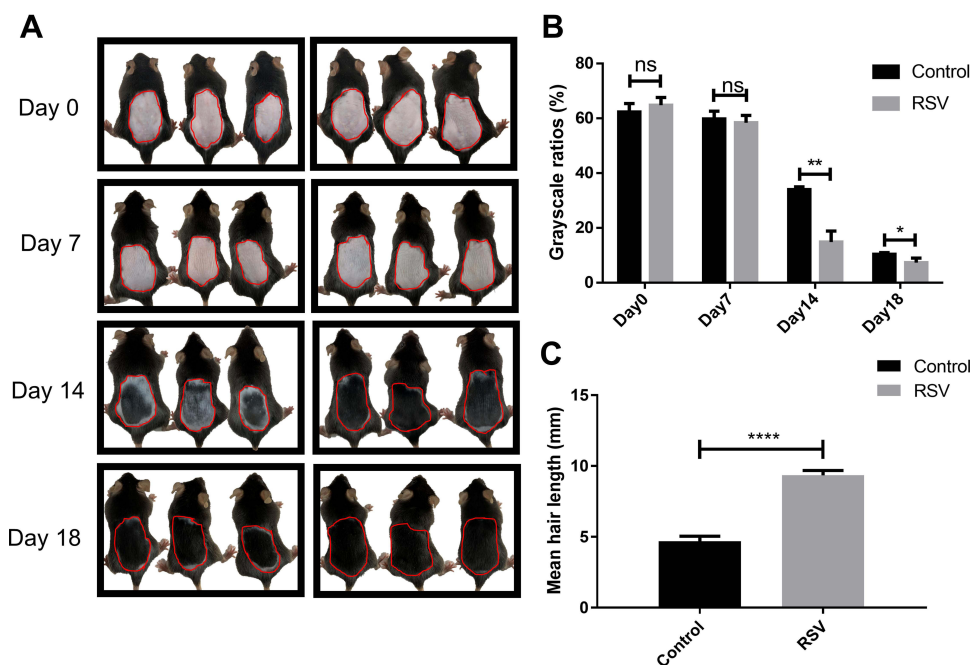 A
Day 0
Day 7
Day 14
Day 18
B
Control
RSV
Grayscale ratios (%)
80
60
40
20
0
ns
ns
**
*
Day0
Day7
Day14
Day18
C
Control
RSV
Mean hair length (mm)
15
10
5
0
****
Control
RSV